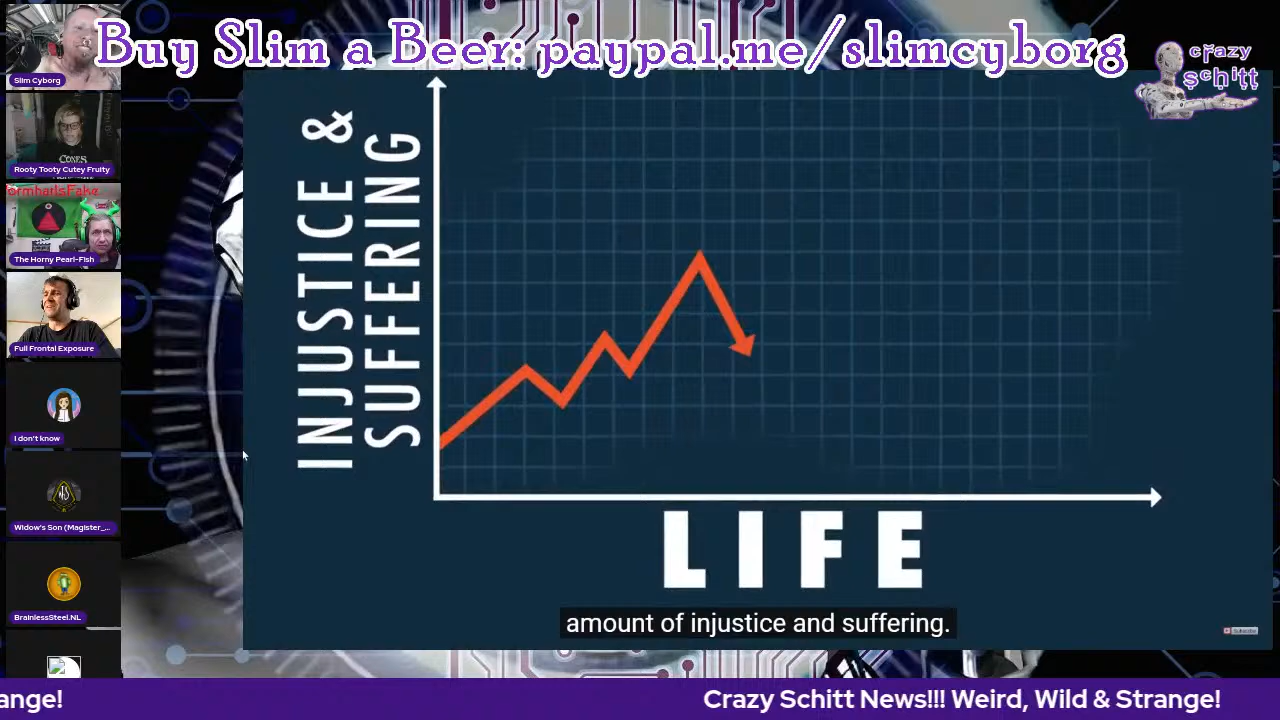 Buy Slim a Beer: paypal.me/slimcyborg
crazy
schitt
Slim Cyborg
CONES
Rooty Tooty Cutey Fruity
The Horny Pearl-Fish
Full Frontal Exposure
I don't know
Widow's Son (Magister_...
BrainlessSteel.NL
INJUSTICE &
SUFFERING
LIFE
amount of injustice and suffering.
Subscribe
ange!
Crazy Schitt News!!! Weird, Wild & Strange!